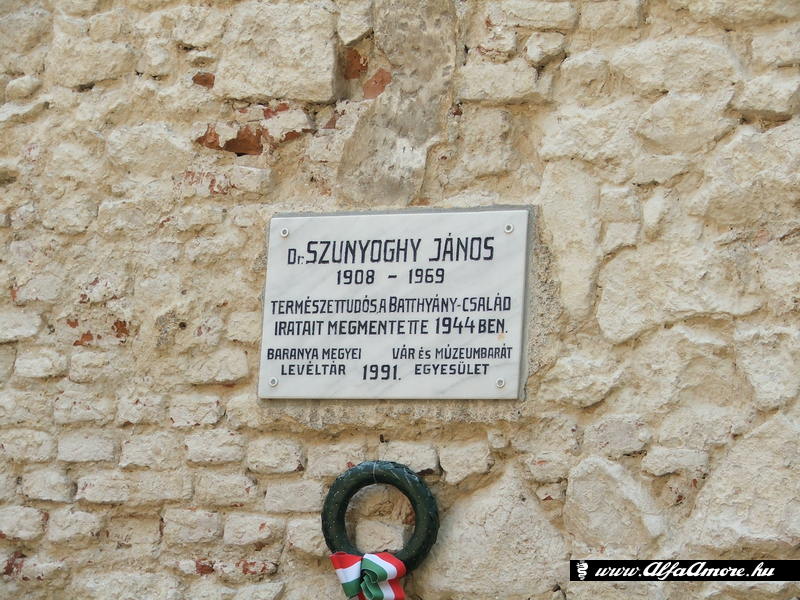 Dr. SZUNYOGHY JÁNOS
1908 - 1969
TERMÉSZETTUDÓS, A BATTHYÁNY-CSALÁD
IRATAIT MEGMENTETTE 1944 BEN.
BARANYA MEGYEI VÁR ÉS MÚZEUMBARÁT
LEVÉLTÁR 1991. EGYESÜLET
www.AlfaAmore.hu